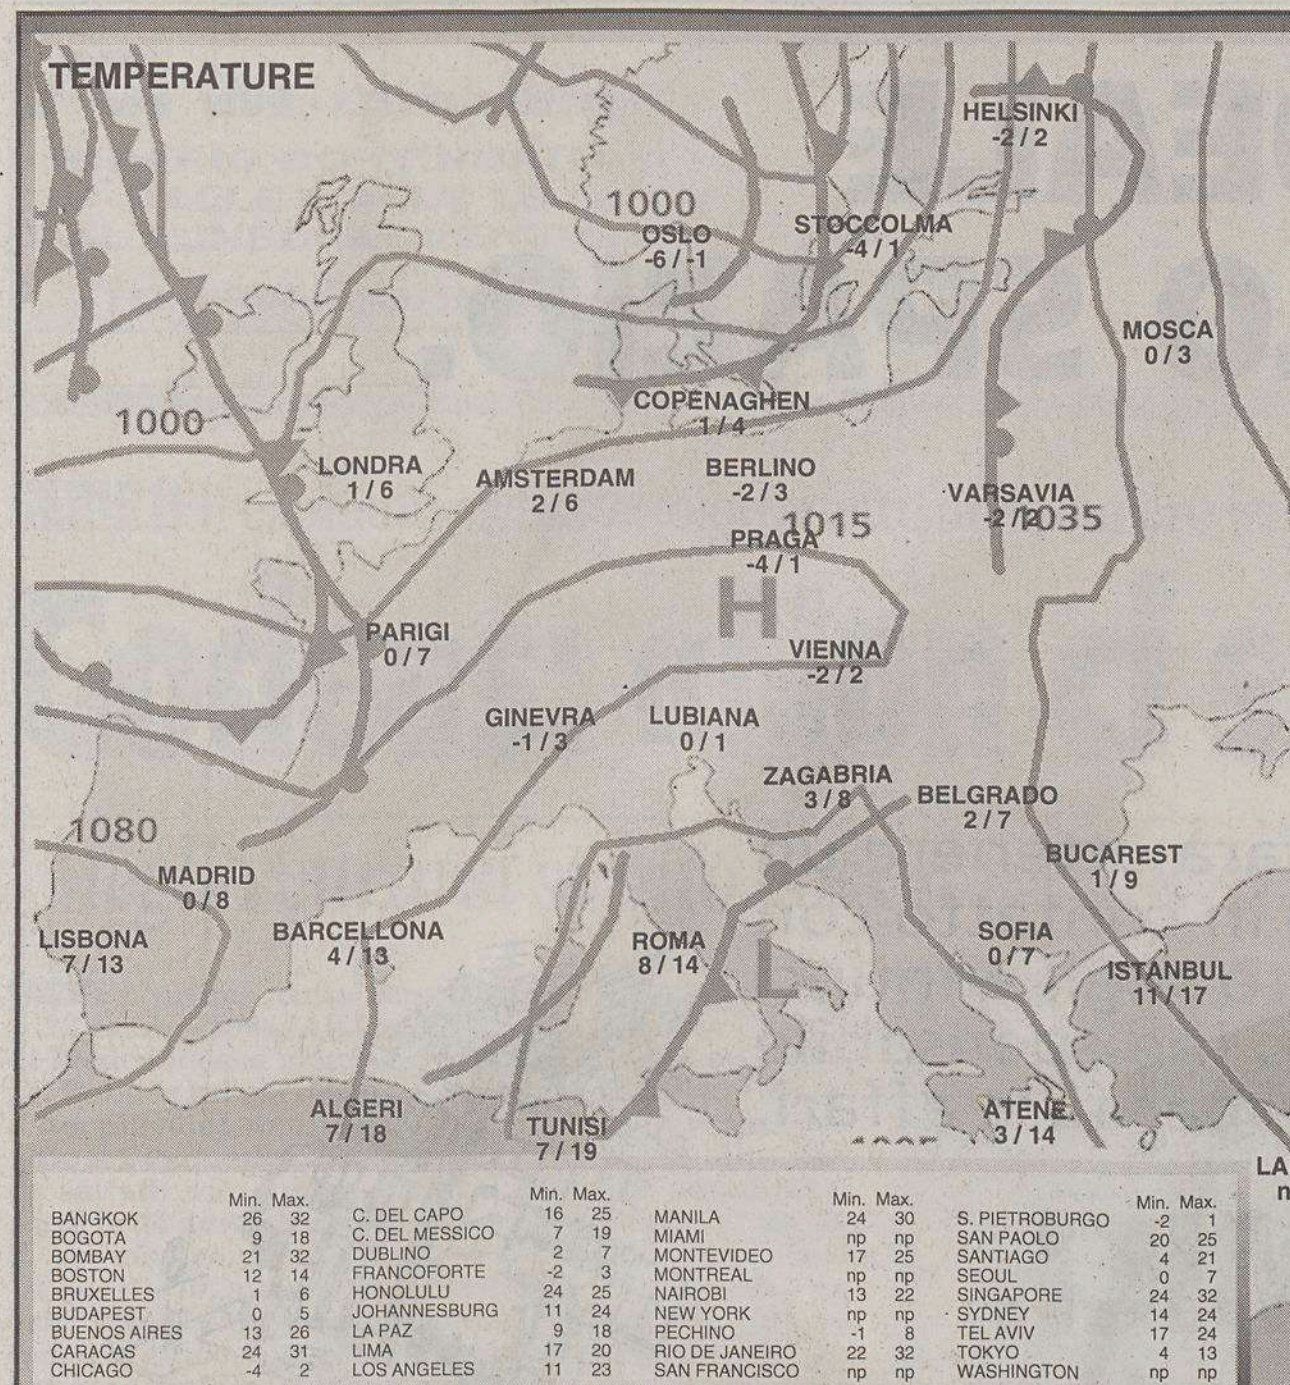 TEMPERATURE
HELSINKI
-2 / 2
1000
OSLO
-6 / -1
STOCCOLMA
-4 / 1
MOSCA
0 / 3
1000
COPENAGHEN
1 / 4
LONDRA
1 / 6
AMSTERDAM
2 / 6
BERLINO
-2 / 3
VARSAVIA
-2 / 2
1035
1015
PRAGA
-4 / 1
H
PARIGI
0 / 7
VIENNA
-2 / 2
GINEVRA
-1 / 3
LUBIANA
0 / 1
ZAGABRIA
3 / 8
BELGRADO
2 / 7
1080
BUCAREST
1 / 9
MADRID
0 / 8
LISBONA
7 / 13
BARCELLONA
4 / 13
ROMA
8 / 14
L
SOFIA
0 / 7
ISTANBUL
11 / 17
ALGERI
7 / 18
TUNISI
7 / 19
ATENE
3 / 14
LA
n
Min. Max. Min. Max. Min. Max. Min. Max.
BANGKOK 26 32 C. DEL CAPO 16 25 MANILA 24 30 S. PIETROBURGO -2 1
BOGOTA 9 18 C. DEL MESSICO 7 19 MIAMI np np SAN PAOLO 20 25
BOMBAY 21 32 DUBLINO 2 7 MONTEVIDEO 17 25 SANTIAGO 4 21
BOSTON 12 14 FRANCOFORTE -2 3 MONTREAL np np SEOUL 0 7
BRUXELLES 1 6 HONOLULU 24 25 NAIROBI 13 22 SINGAPORE 24 32
BUDAPEST 0 5 JOHANNESBURG 11 24 NEW YORK np np SYDNEY 14 24
BUENOS AIRES 13 26 LA PAZ 9 18 PECHINO -1 8 TEL AVIV 17 24
CARACAS 24 31 LIMA 17 20 RIO DE JANEIRO 22 32 TOKYO 4 13
CHICAGO -4 2 LOS ANGELES 11 23 SAN FRANCISCO np np WASHINGTON np np